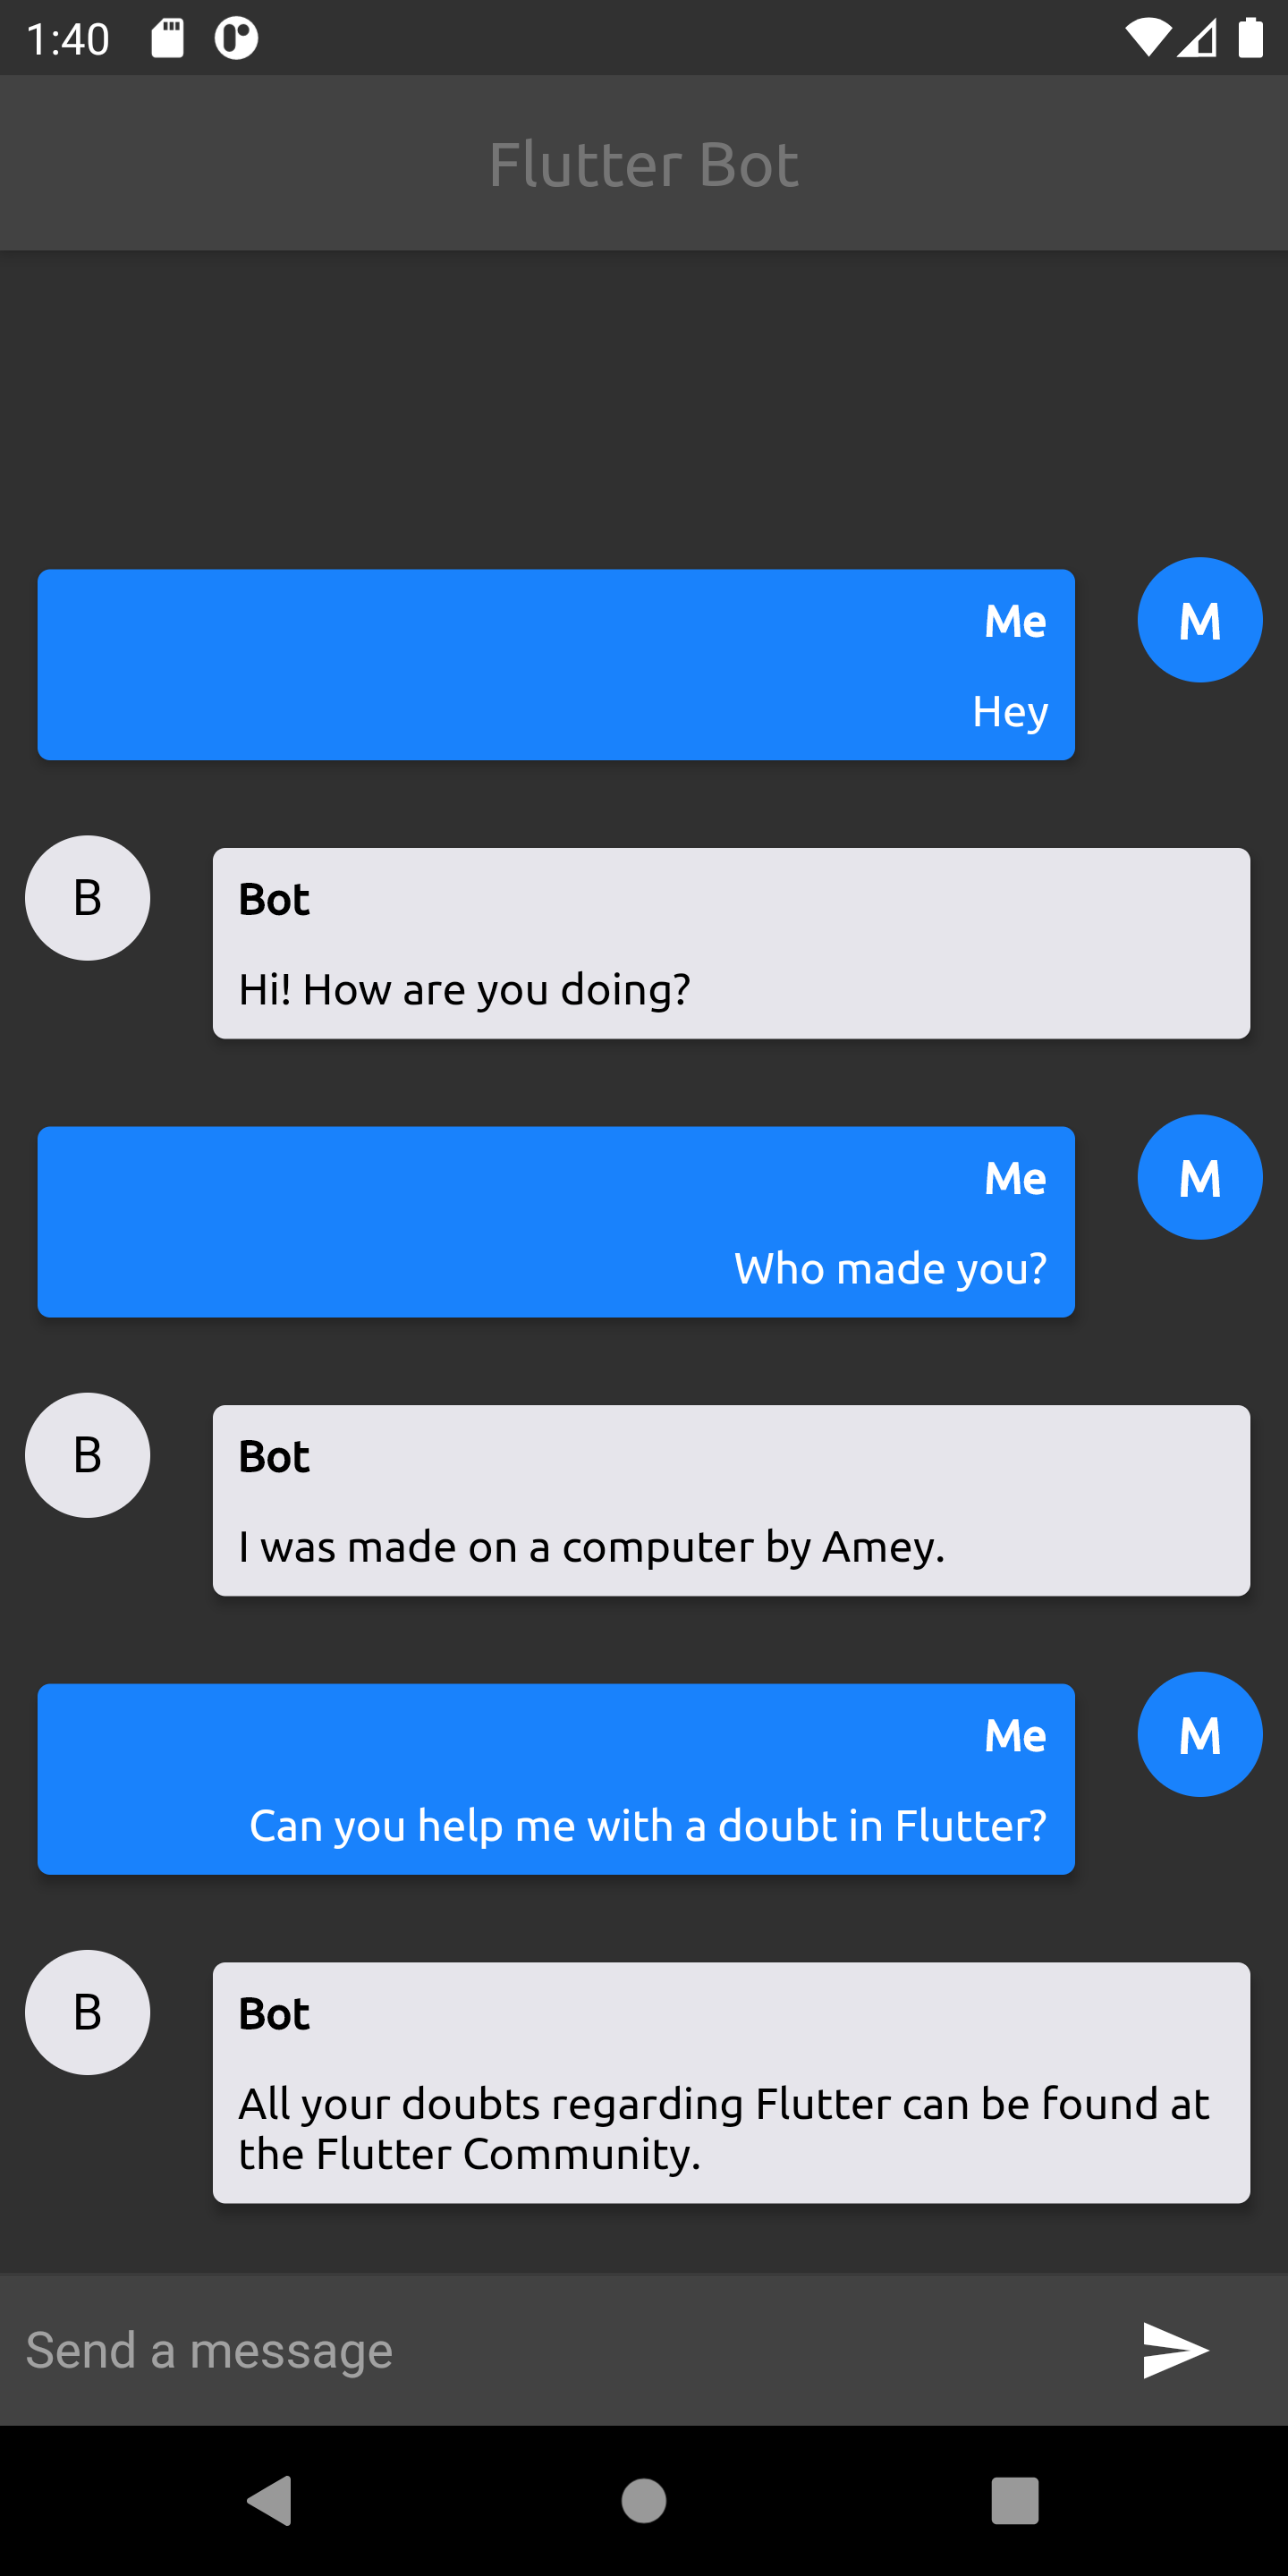 1:40
Flutter Bot
Me
M
Hey
B
Bot
Hi! How are you doing?
Me
M
Who made you?
B
Bot
I was made on a computer by Amey.
Me
M
Can you help me with a doubt in Flutter?
B
Bot
All your doubts regarding Flutter can be found at
the Flutter Community.
Send a message